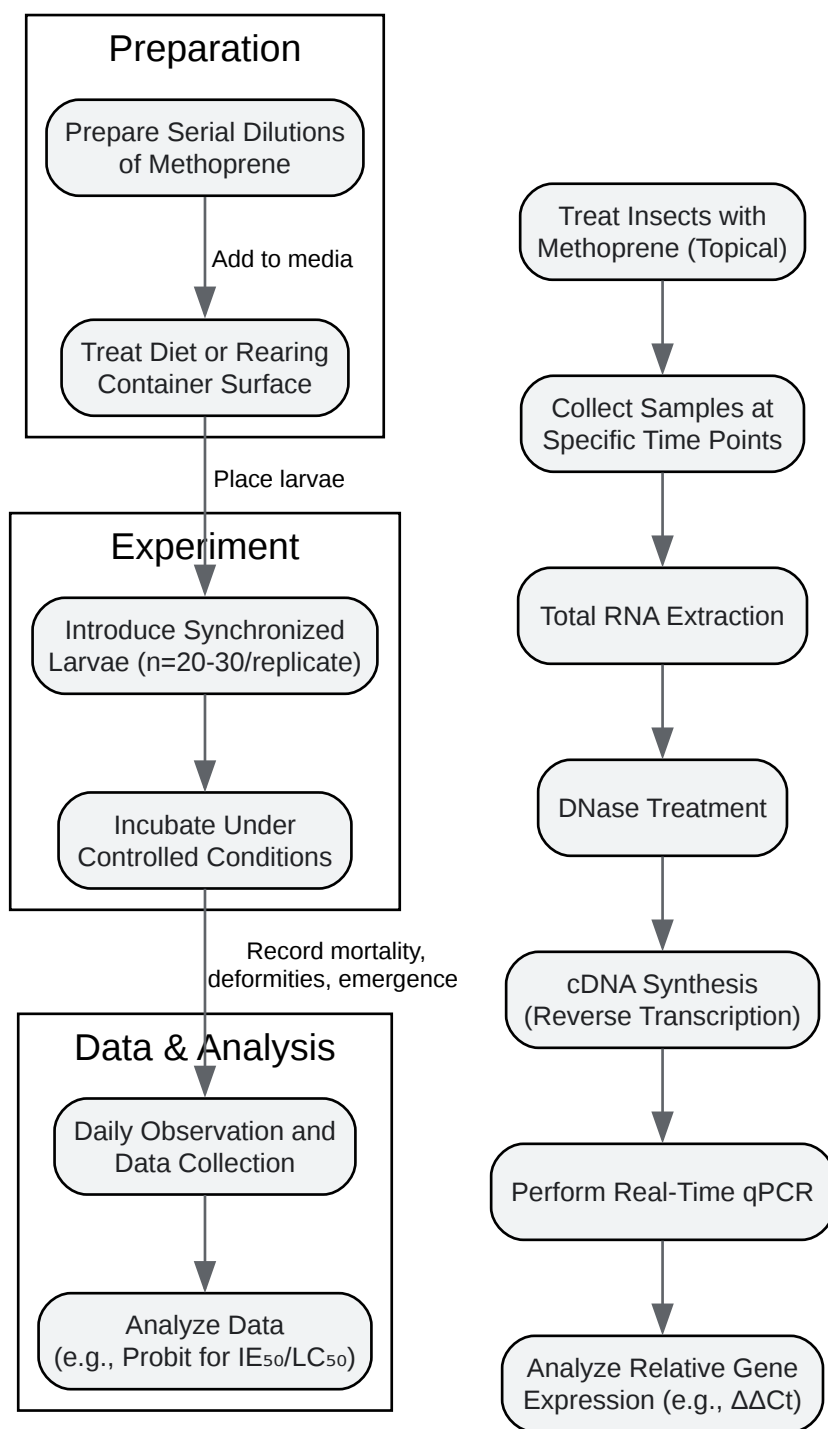 Preparation
Prepare Serial Dilutions
of Methoprene
Add to media
Treat Diet or Rearing
Container Surface
Place larvae
Experiment
Introduce Synchronized
Larvae (n=20-30/replicate)
Incubate Under
Controlled Conditions
Record mortality,
deformities, emergence
Data & Analysis
Daily Observation and
Data Collection
Analyze Data
(e.g., Probit for IE₅₀/LC₅₀)
Treat Insects with
Methoprene (Topical)
Collect Samples at
Specific Time Points
Total RNA Extraction
DNase Treatment
cDNA Synthesis
(Reverse Transcription)
Perform Real-Time qPCR
Analyze Relative Gene
Expression (e.g., ΔΔCt)